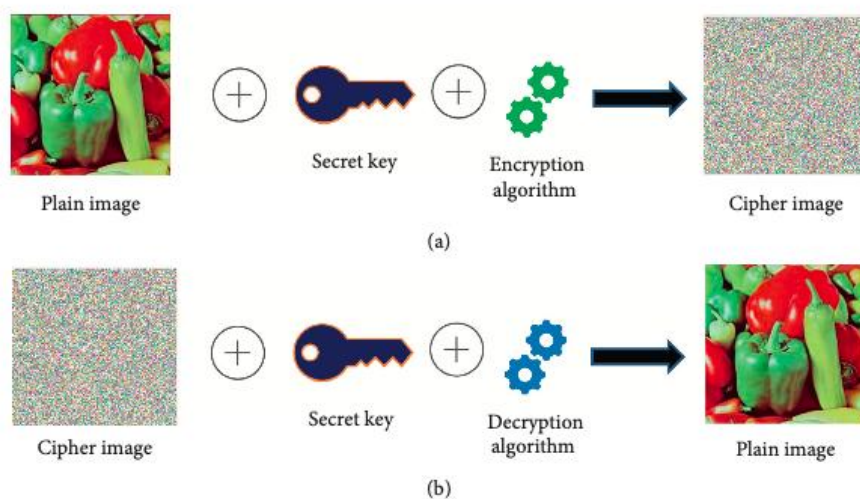 Plain image
Secret key
Encryption
algorithm
Cipher image
(a)
Cipher image
Secret key
Decryption
algorithm
Plain image
(b)